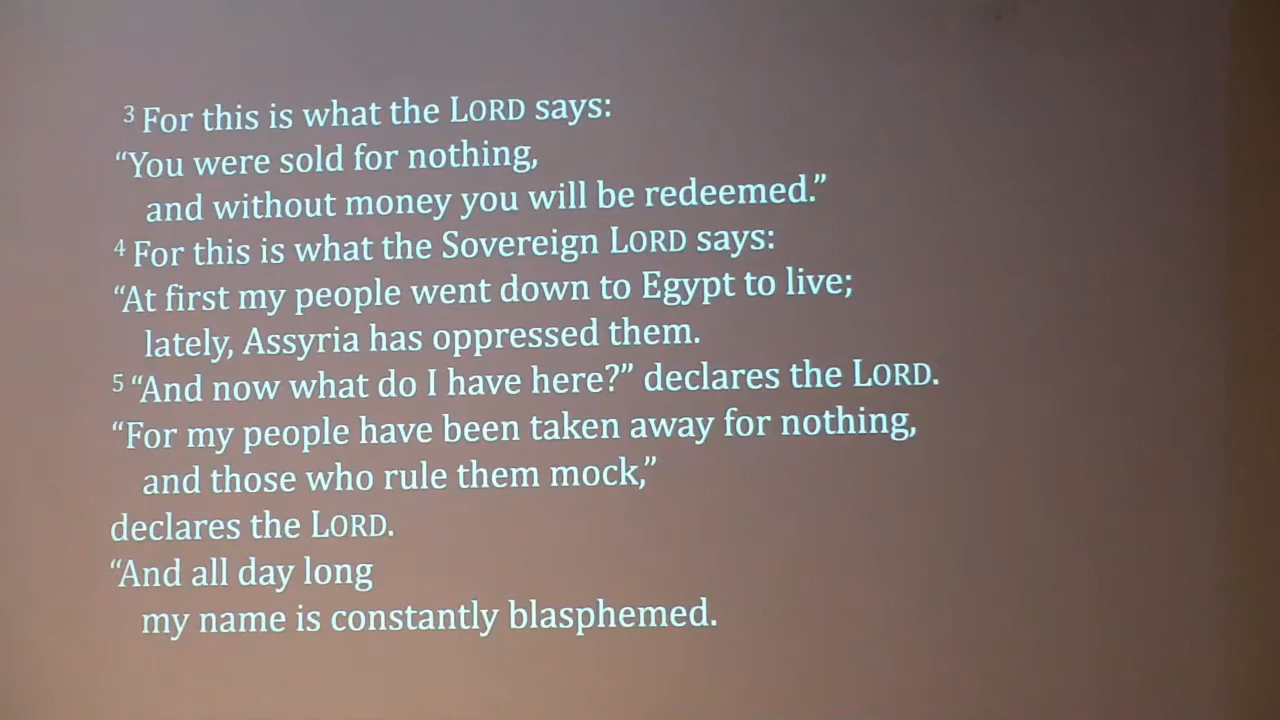 3 For this is what the LORD says:
“You were sold for nothing,
and without money you will be redeemed.”
4 For this is what the Sovereign LORD says:
“At first my people went down to Egypt to live;
lately, Assyria has oppressed them.
5 “And now what do I have here?” declares the LORD.
“For my people have been taken away for nothing,
and those who rule them mock,”
declares the LORD.
“And all day long
my name is constantly blasphemed.